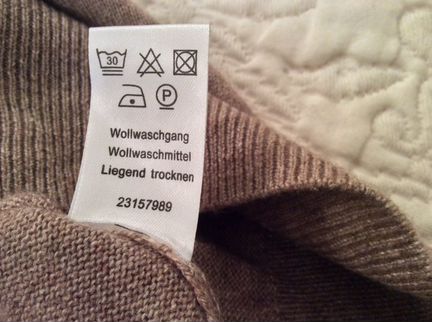 30
P
Wollwaschgang
Wollwaschmittel
Liegend trocknen
23157989